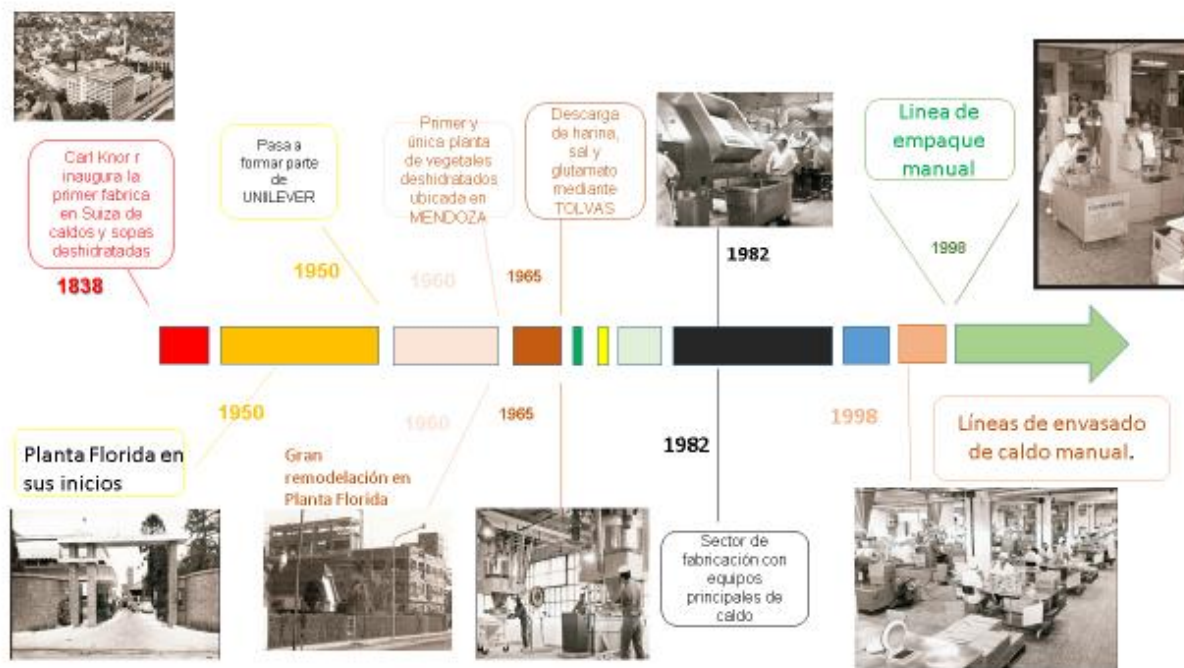 Carl Knor r
inaugura la
primer fabrica
en Suiza de
caldos y sopas
deshidratadas
1838
Pasa a
formar parte
de
UNILEVER
1950
Primer y
única planta
de vegetales
deshidratados
ubicada en
MENDOZA
1960
Descarga
de harina,
sal y
glutamato
mediante
TOLVAS
1965
1982
Linea de
empaque
manual
1998
1950
Planta Florida en
sus inicios
1960
Gran
remodelación en
Planta Florida
1965
1982
Sector de
fabricación con
equipos
principales de
caldo
1998
Líneas de envasado
de caldo manual.